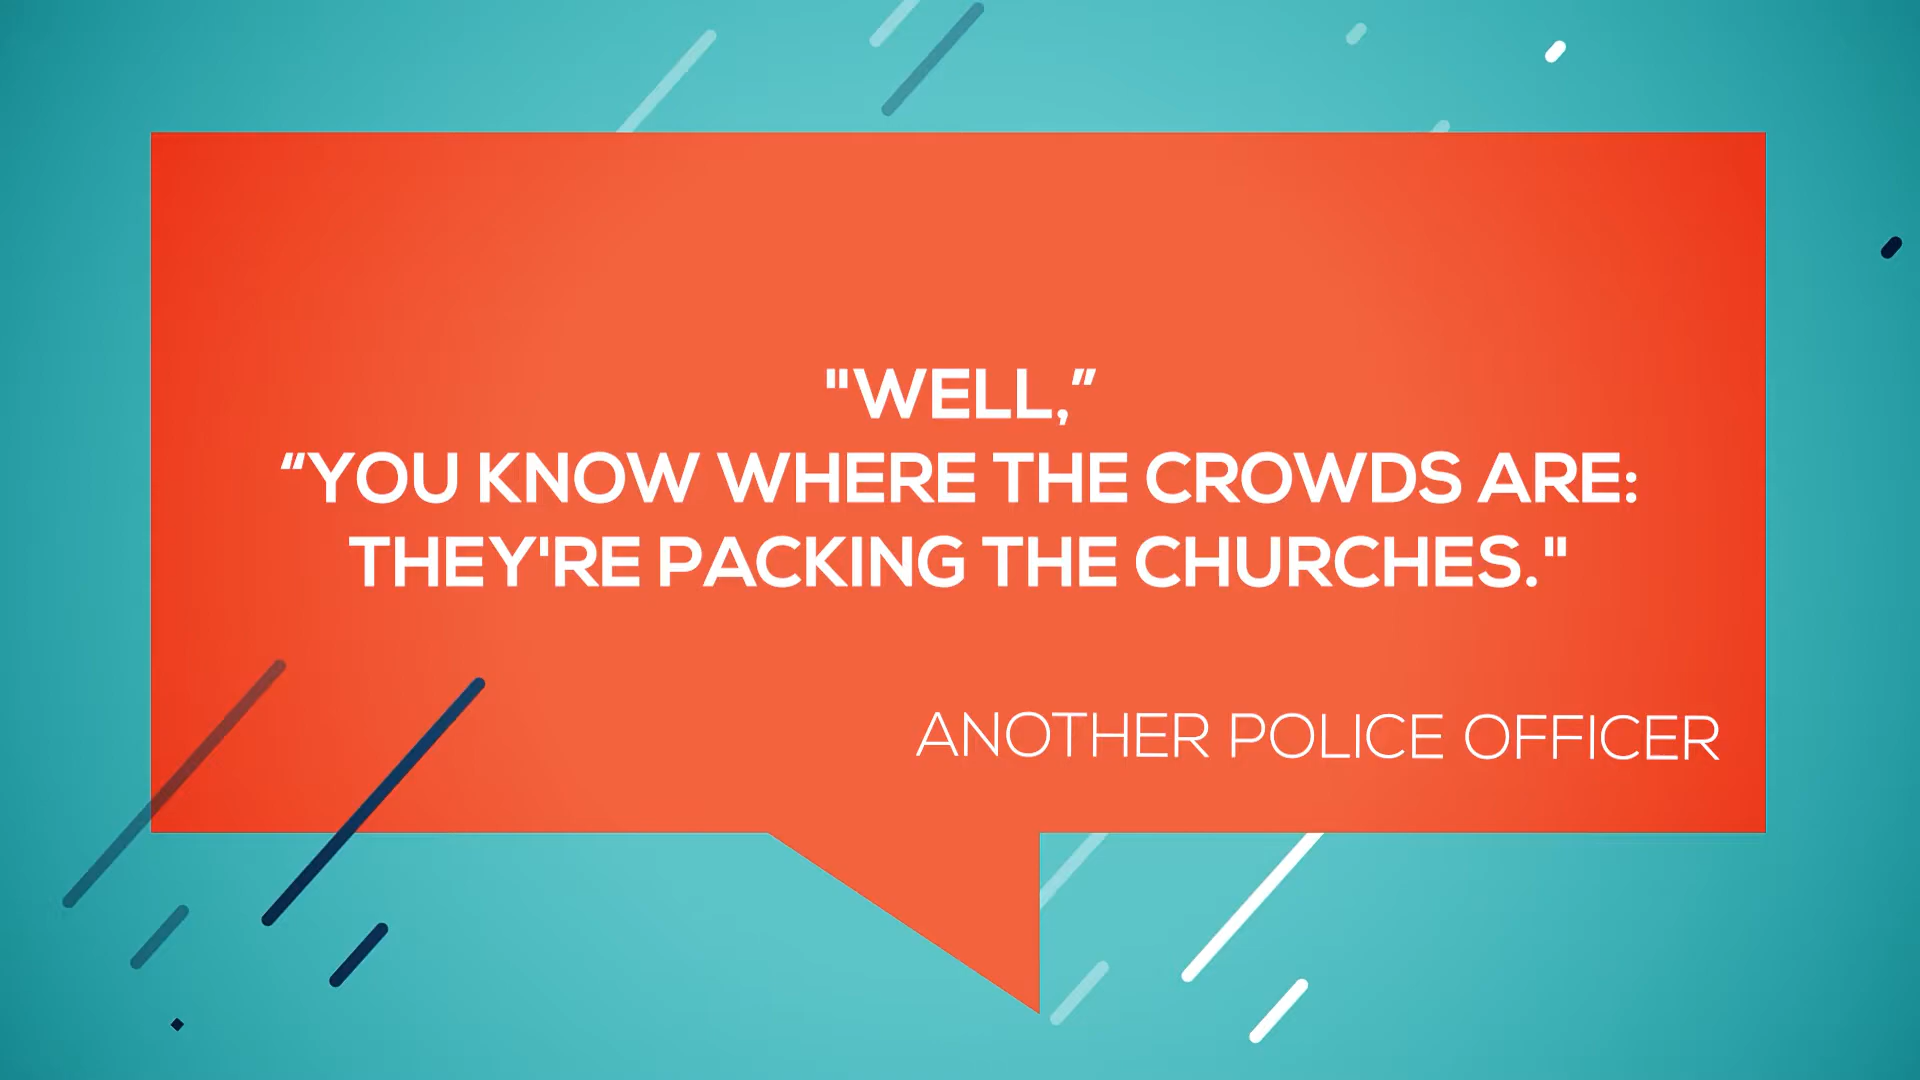 "WELL,”
“YOU KNOW WHERE THE CROWDS ARE:
THEY'RE PACKING THE CHURCHES."
ANOTHER POLICE OFFICER